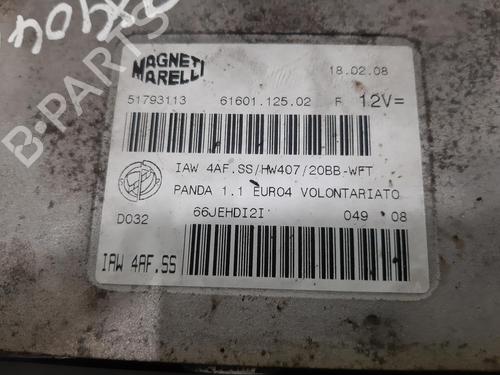 MAGNETI
MARELLI
18.02.08
51793113 61601.125.02 F 12V=
IAW 4AF.SS/HW407/20BB-WFT
PANDA 1.1 EURO4 VOLONTARIATO
D032 66JEHDI2I 049 08
IAW 4AF.SS
B-PARTS